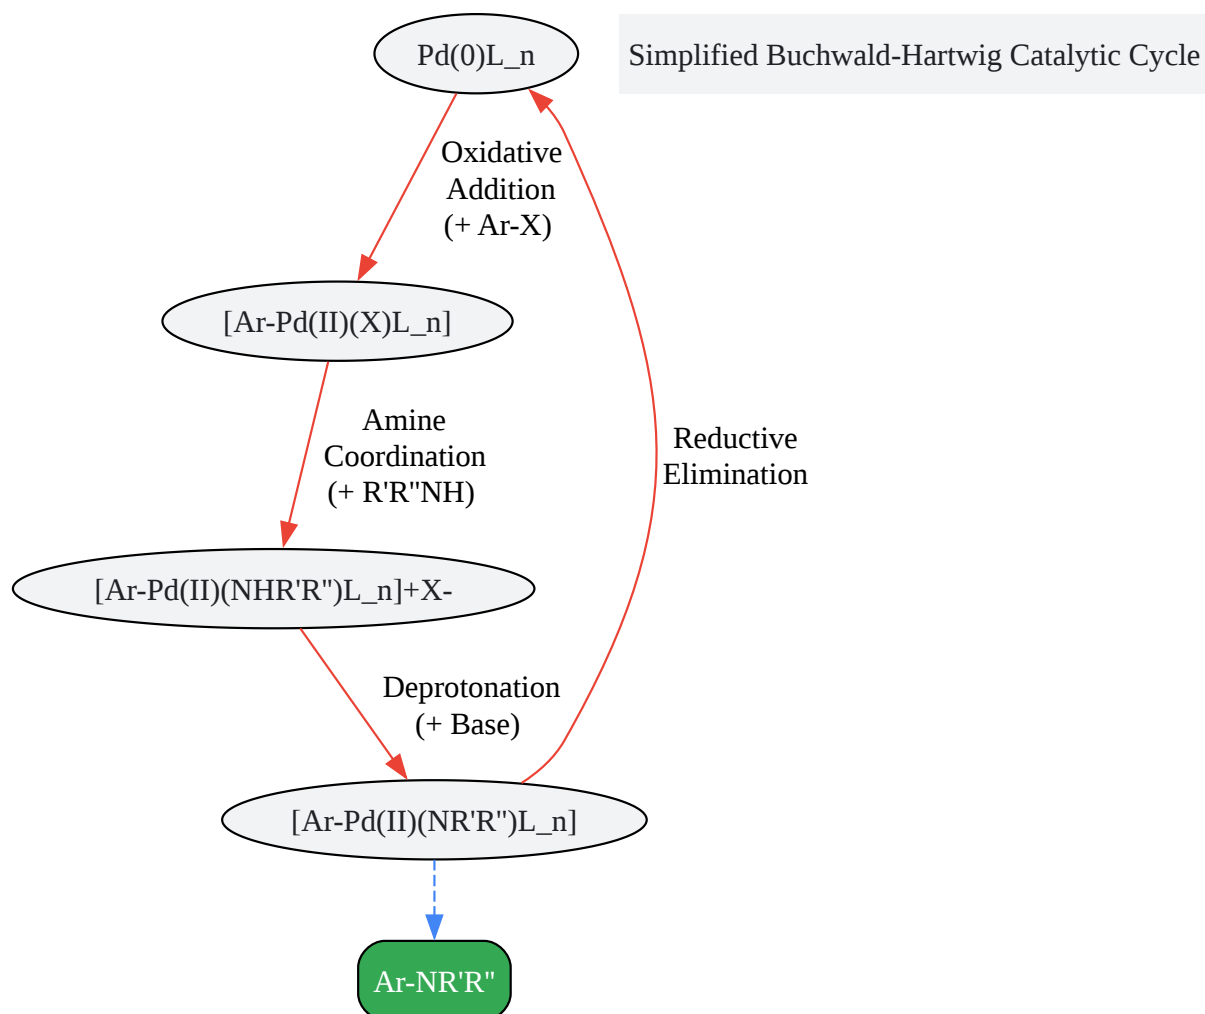 Pd(0)L_n
Simplified Buchwald-Hartwig Catalytic Cycle
Oxidative
Addition
(+ Ar-X)
[Ar-Pd(II)(X)L_n]
Amine
Coordination
(+ R'R''NH)
Reductive
Elimination
[Ar-Pd(II)(NHR'R'')L_n]+X-
Deprotonation
(+ Base)
[Ar-Pd(II)(NR'R'')L_n]
Ar-NR'R''